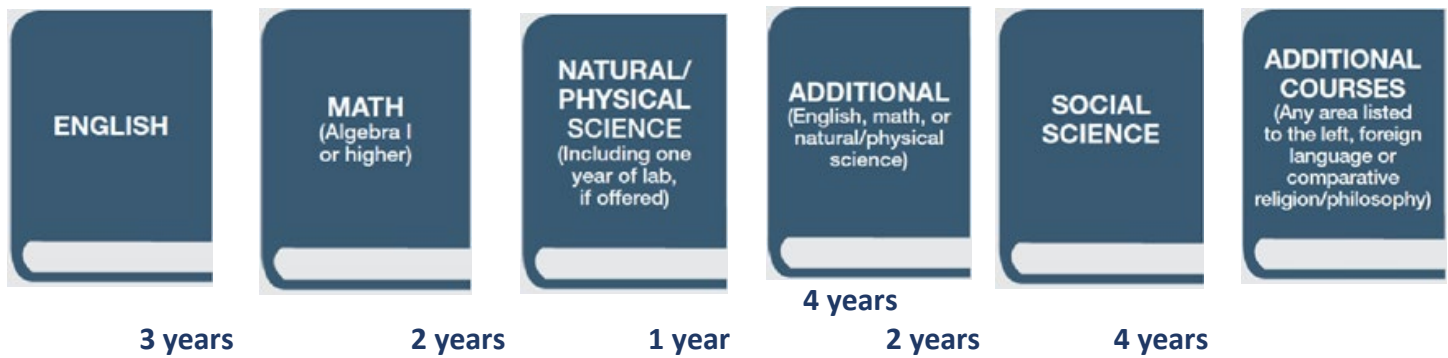 ENGLISH
MATH
(Algebra I
or higher)
NATURAL/
PHYSICAL
SCIENCE
(Including one
year of lab,
if offered)
ADDITIONAL
(English, math, or
natural/physical
science)
SOCIAL
SCIENCE
ADDITIONAL
COURSES
(Any area listed
to the left, foreign
language or
comparative
religion/philosophy)
4 years
3 years 2 years 1 year 2 years 4 years